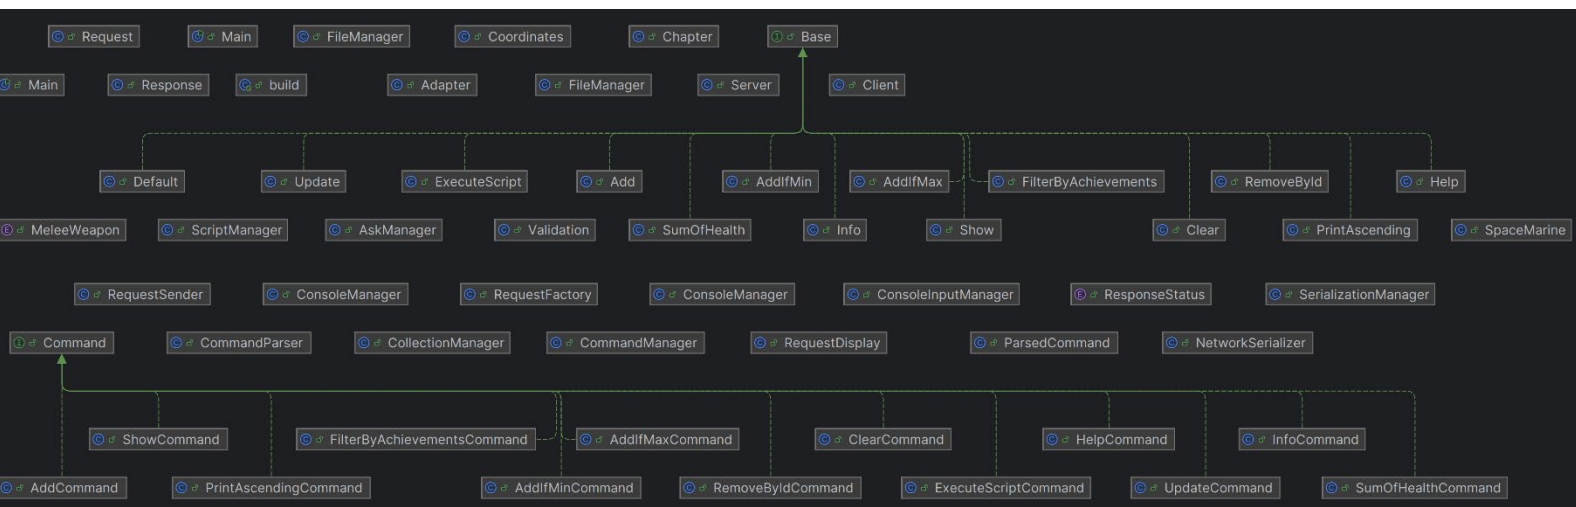 Request Main FileManager Coordinates Chapter Base
Main Response build Adapter FileManager Server Client
Default Update ExecuteScript Add AddIfMin AddIfMax FilterByAchievements RemoveById Help
MeleeWeapon ScriptManager AskManager Validation SumOfHealth Info Show Clear PrintAscending SpaceMarine
RequestSender ConsoleManager RequestFactory ConsoleManager ConsoleInputManager ResponseStatus SerializationManager
Command CommandParser CollectionManager CommandManager RequestDisplay ParsedCommand NetworkSerializer
ShowCommand FilterByAchievementsCommand AddIfMaxCommand ClearCommand HelpCommand InfoCommand
AddCommand PrintAscendingCommand AddIfMinCommand RemoveByIdCommand ExecuteScriptCommand UpdateCommand SumOfHealthCommand